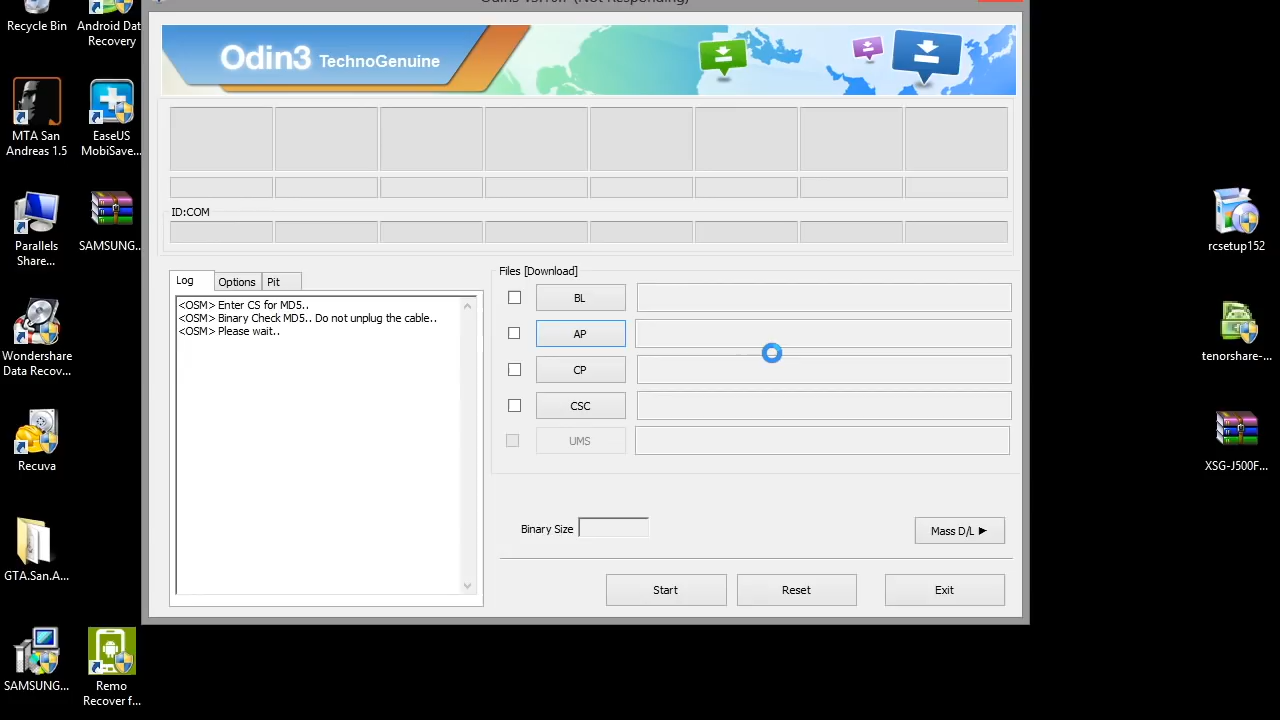 Recycle Bin
Android Dat
Recovery
(Not Responding)
Odin3 TechnoGenuine
MTA San
Andreas 1.5
EaseUS
MobiSave...
Parallels
Share...
SAMSUNG...
Wondershare
Data Recov...
Recuva
GTA.San.A...
SAMSUNG...
Remo
Recover f...
ID:COM
Log
Options
Pit
<OSM> Enter CS for MD5..
<OSM> Binary Check MD5.. Do not unplug the cable..
<OSM> Please wait..
Files [Download]
BL
AP
CP
CSC
UMS
Binary Size
Mass D/L ►
Start
Reset
Exit
rcsetup152
tenorshare-...
XSG-J500F...